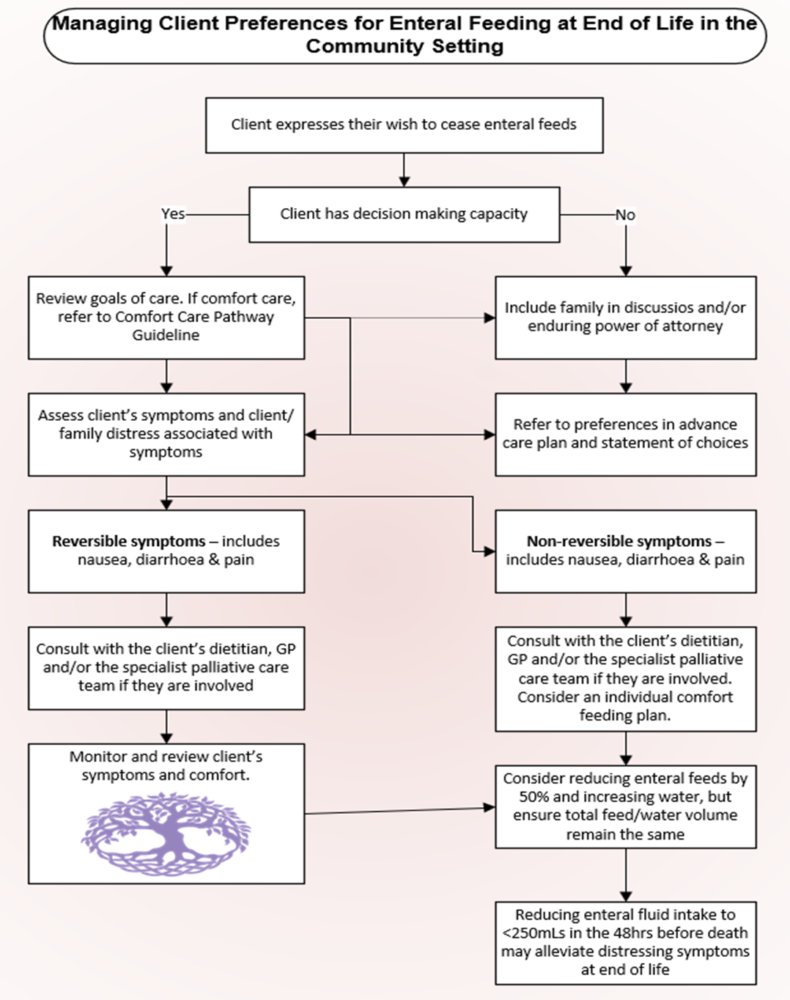 Managing Client Preferences for Enteral Feeding at End of Life in the
Community Setting
Client expresses their wish to cease enteral feeds
Client has decision making capacity
Yes
No
Review goals of care. If comfort care,
refer to Comfort Care Pathway
Guideline
Include family in discussios and/or
enduring power of attorney
Assess client’s symptoms and client/
family distress associated with
symptoms
Refer to preferences in advance
care plan and statement of choices
Reversible symptoms – includes
nausea, diarrhoea & pain
Non-reversible symptoms –
includes nausea, diarrhoea & pain
Consult with the client’s dietitian, GP
and/or the specialist palliative care
team if they are involved
Consult with the client’s dietitian,
GP and/or the specialist palliative
care team if they are involved.
Consider an individual comfort
feeding plan.
Monitor and review client’s
symptoms and comfort.
Consider reducing enteral feeds by
50% and increasing water, but
ensure total feed/water volume
remain the same
Reducing enteral fluid intake to
<250mLs in the 48hrs before death
may alleviate distressing symptoms
at end of life